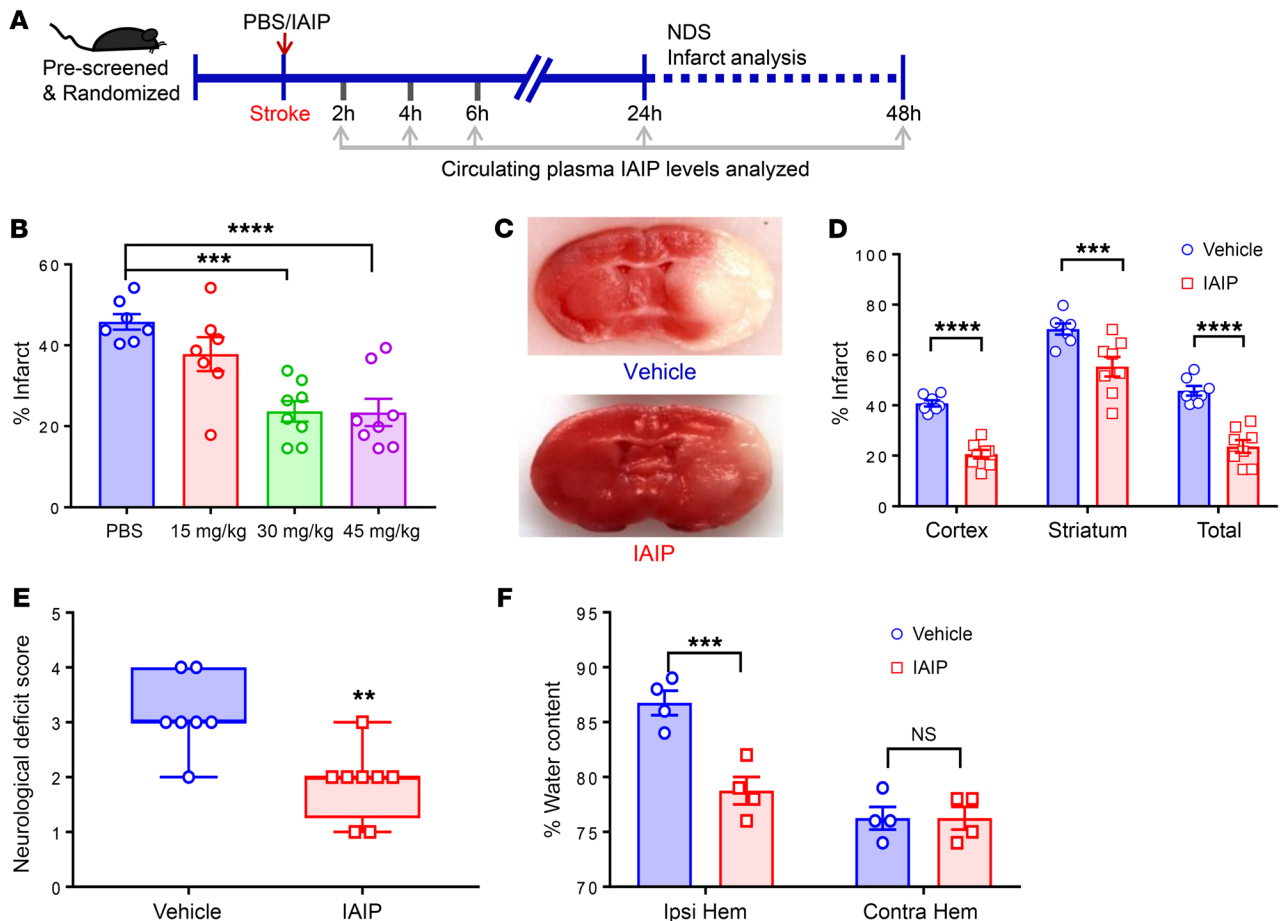 A
PBS/IAIP
NDS
Infarct analysis
Pre-screened
& Randomized
Stroke
2h
4h
6h
24h
48h
Circulating plasma IAIP levels analyzed
B
****
***
% Infarct
60
40
20
0
PBS
15 mg/kg
30 mg/kg
45 mg/kg
C
Vehicle
IAIP
D
Vehicle
IAIP
****
***
****
% Infarct
100
80
60
40
20
0
Cortex
Striatum
Total
E
Neurological deficit score
5
4
3
2
1
0
**
Vehicle
IAIP
F
Vehicle
IAIP
***
NS
% Water content
95
90
85
80
75
70
Ipsi Hem
Contra Hem